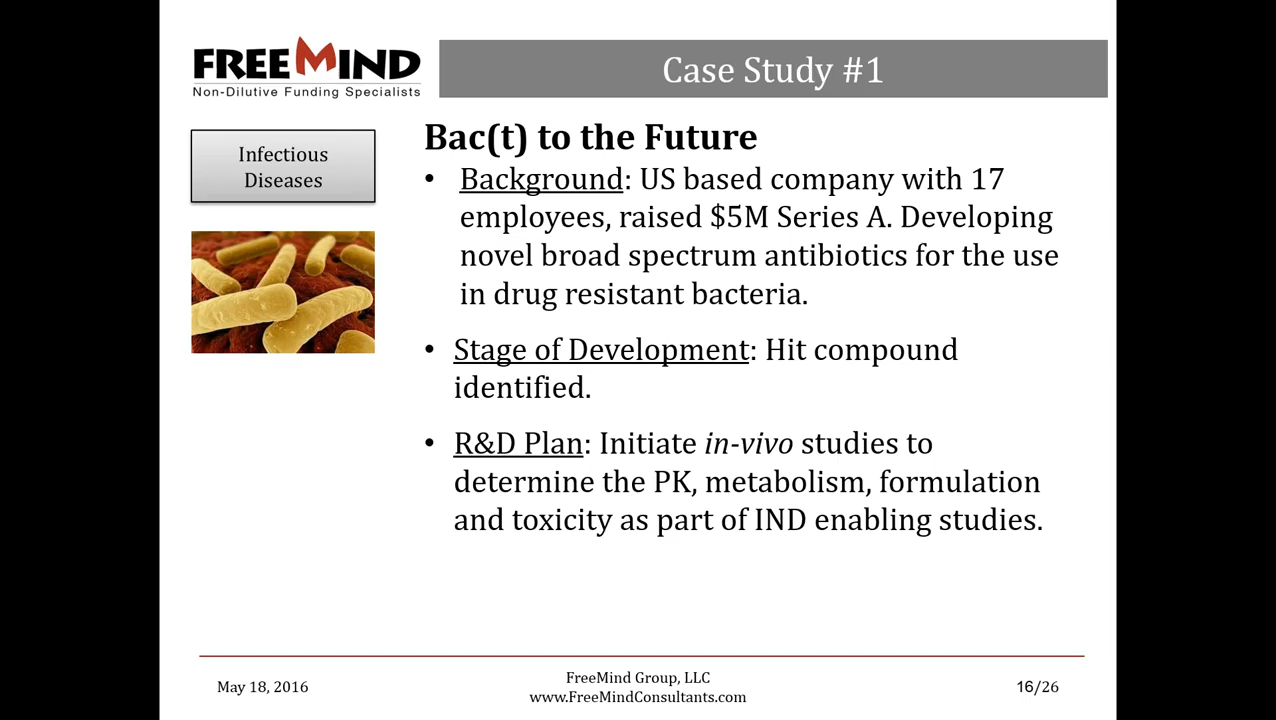 FREEMIND
Non-Dilutive Funding Specialists
Case Study #1
Infectious
Diseases
Bac(t) to the Future
• Background: US based company with 17
employees, raised $5M Series A. Developing
novel broad spectrum antibiotics for the use
in drug resistant bacteria.
• Stage of Development: Hit compound
identified.
• R&D Plan: Initiate in-vivo studies to
determine the PK, metabolism, formulation
and toxicity as part of IND enabling studies.
May 18, 2016
FreeMind Group, LLC
www.FreeMindConsultants.com
16/26